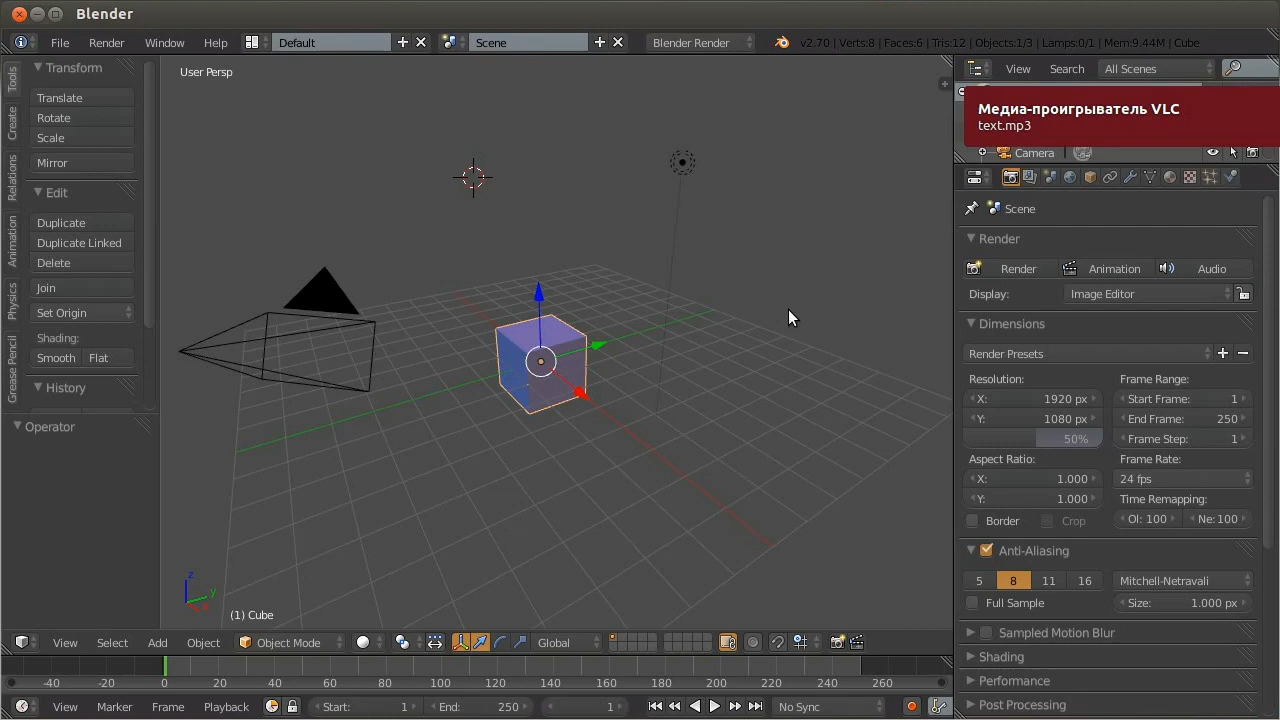 Blender
File Render Window Help Default Scene Blender Render v2.70 | Verts:8 | Faces:6 | Tris:12 | Objects:1/3 | Lamps:0/1 | Mem:9.44M | Cube
Tools
Create
Relations
Animation
Physics
Grease Pencil
Transform
Translate
Rotate
Scale
Mirror
Edit
Duplicate
Duplicate Linked
Delete
Join
Set Origin
Shading:
Smooth Flat
History
Operator
User Persp
z
y
x
(1) Cube
View Select Add Object Object Mode Global
View Search All Scenes
Медиа-проигрыватель VLC
text.mp3
Camera
Scene
Render
Render Animation Audio
Display: Image Editor
Dimensions
Render Presets
Resolution: Frame Range:
X: 1920 px Start Frame: 1
Y: 1080 px End Frame: 250
50% Frame Step: 1
Aspect Ratio: Frame Rate:
X: 1.000 24 fps
Y: 1.000 Time Remapping:
Border Crop Ol: 100 Ne: 100
Anti-Aliasing
5 8 11 16 Mitchell-Netravali
Full Sample Size: 1.000 px
Sampled Motion Blur
Shading
Performance
Post Processing
-40 -20 0 20 40 60 80 100 120 140 160 180 200 220 240 260
View Marker Frame Playback Start: 1 End: 250 1 No Sync